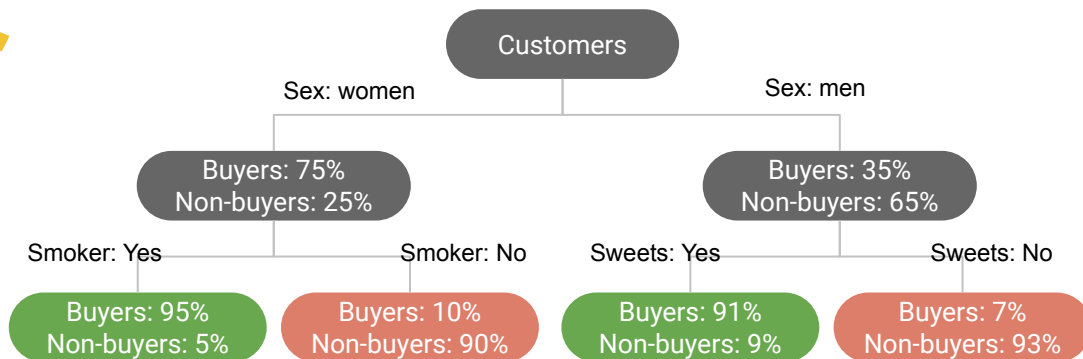 Customers
Sex: women
Sex: men
Buyers: 75%
Non-buyers: 25%
Buyers: 35%
Non-buyers: 65%
Smoker: Yes
Smoker: No
Sweets: Yes
Sweets: No
Buyers: 95%
Non-buyers: 5%
Buyers: 10%
Non-buyers: 90%
Buyers: 91%
Non-buyers: 9%
Buyers: 7%
Non-buyers: 93%